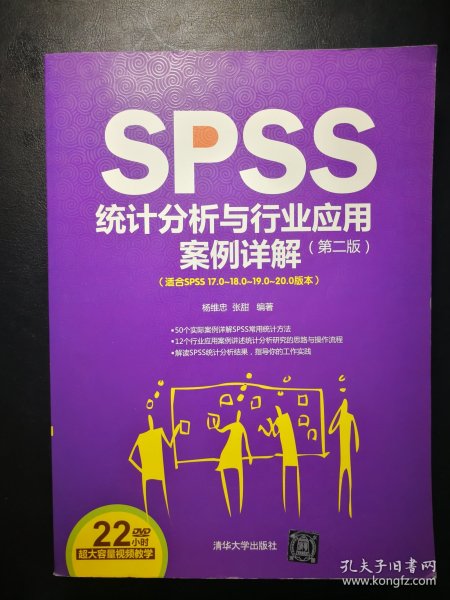 SPSS
统计分析与行业应用
案例详解（第二版）
（适合SPSS 17.0~18.0~19.0~20.0版本）
杨维忠 张甜 编著
•50个实际案例详解SPSS常用统计方法
•12个行业应用案例讲述统计分析研究的思路与操作流程
•解读SPSS统计分析结果，指导你的工作实践
22 DVD
小时
超大容量视频教学
清华大学出版社
孔夫子旧书网
www.kongfz.com